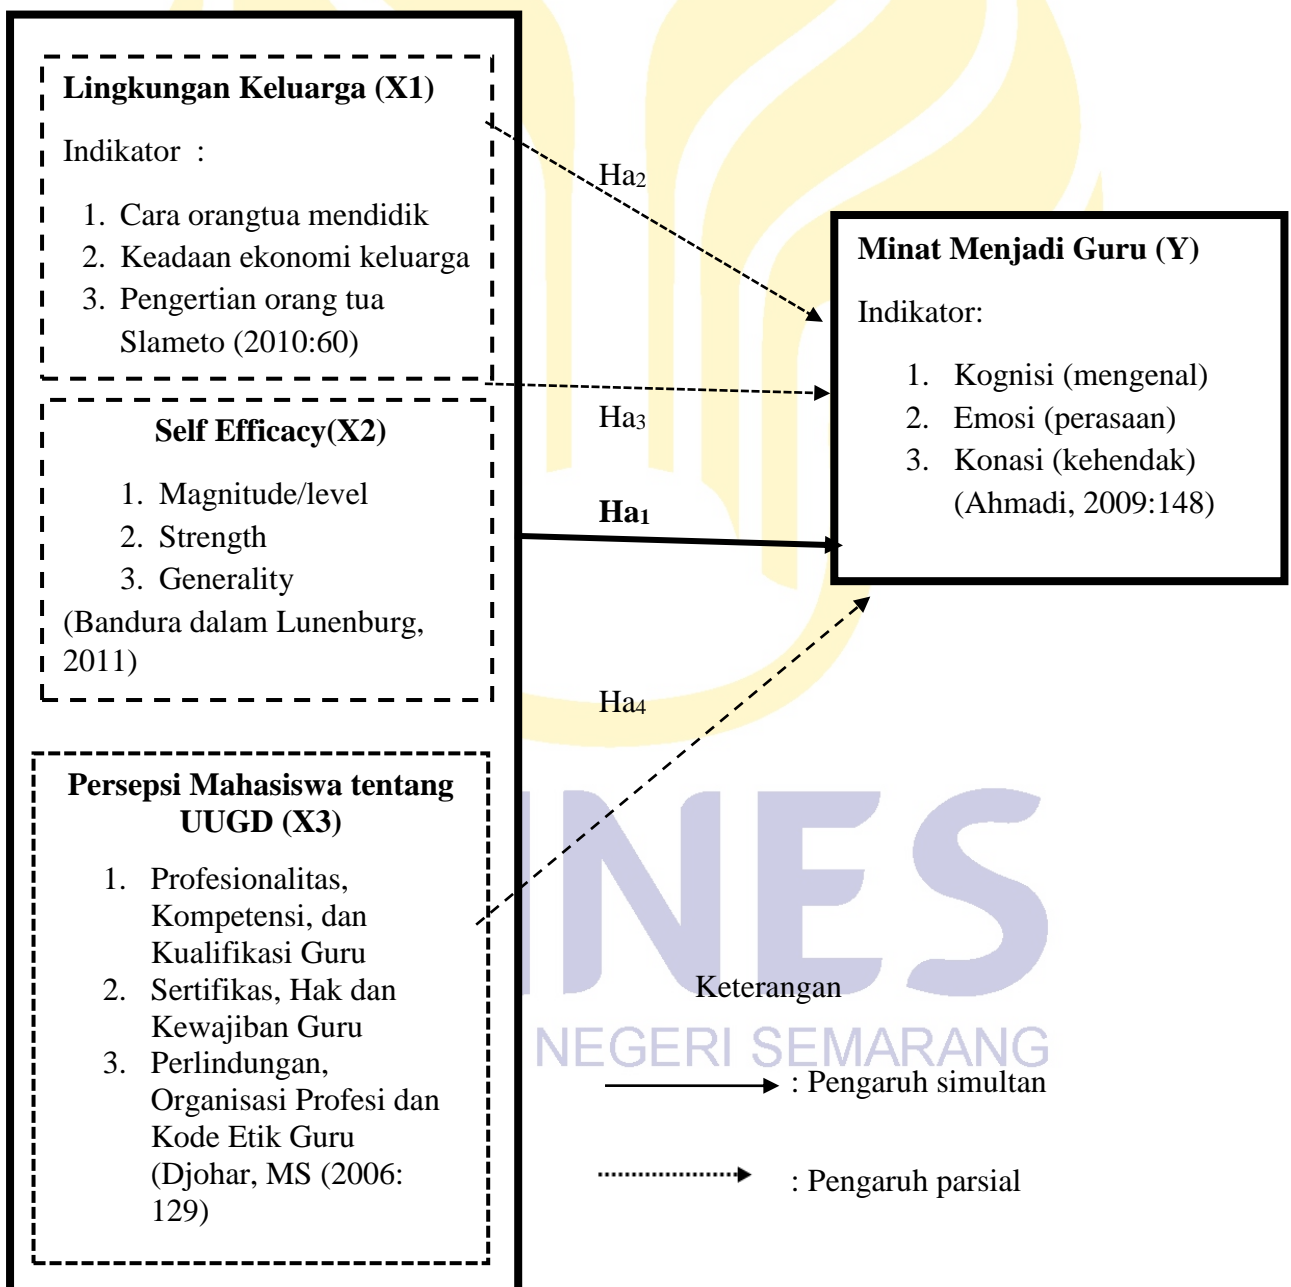 Lingkungan Keluarga (X1)
Indikator :
1. Cara orangtua mendidik
2. Keadaan ekonomi keluarga
3. Pengertian orang tua
Slameto (2010:60)
Self Efficacy(X2)
1. Magnitude/level
2. Strength
3. Generality
(Bandura dalam Lunenburg,
2011)
Persepsi Mahasiswa tentang
UUGD (X3)
1. Profesionalitas,
Kompetensi, dan
Kualifikasi Guru
2. Sertifikas, Hak dan
Kewajiban Guru
3. Perlindungan,
Organisasi Profesi dan
Kode Etik Guru
(Djohar, MS (2006:
129)
Ha2
Ha3
Ha1
Ha4
Minat Menjadi Guru (Y)
Indikator:
1. Kognisi (mengenal)
2. Emosi (perasaan)
3. Konasi (kehendak)
(Ahmadi, 2009:148)
NNES
NEGERI SEMARANG
Keterangan
: Pengaruh simultan
: Pengaruh parsial